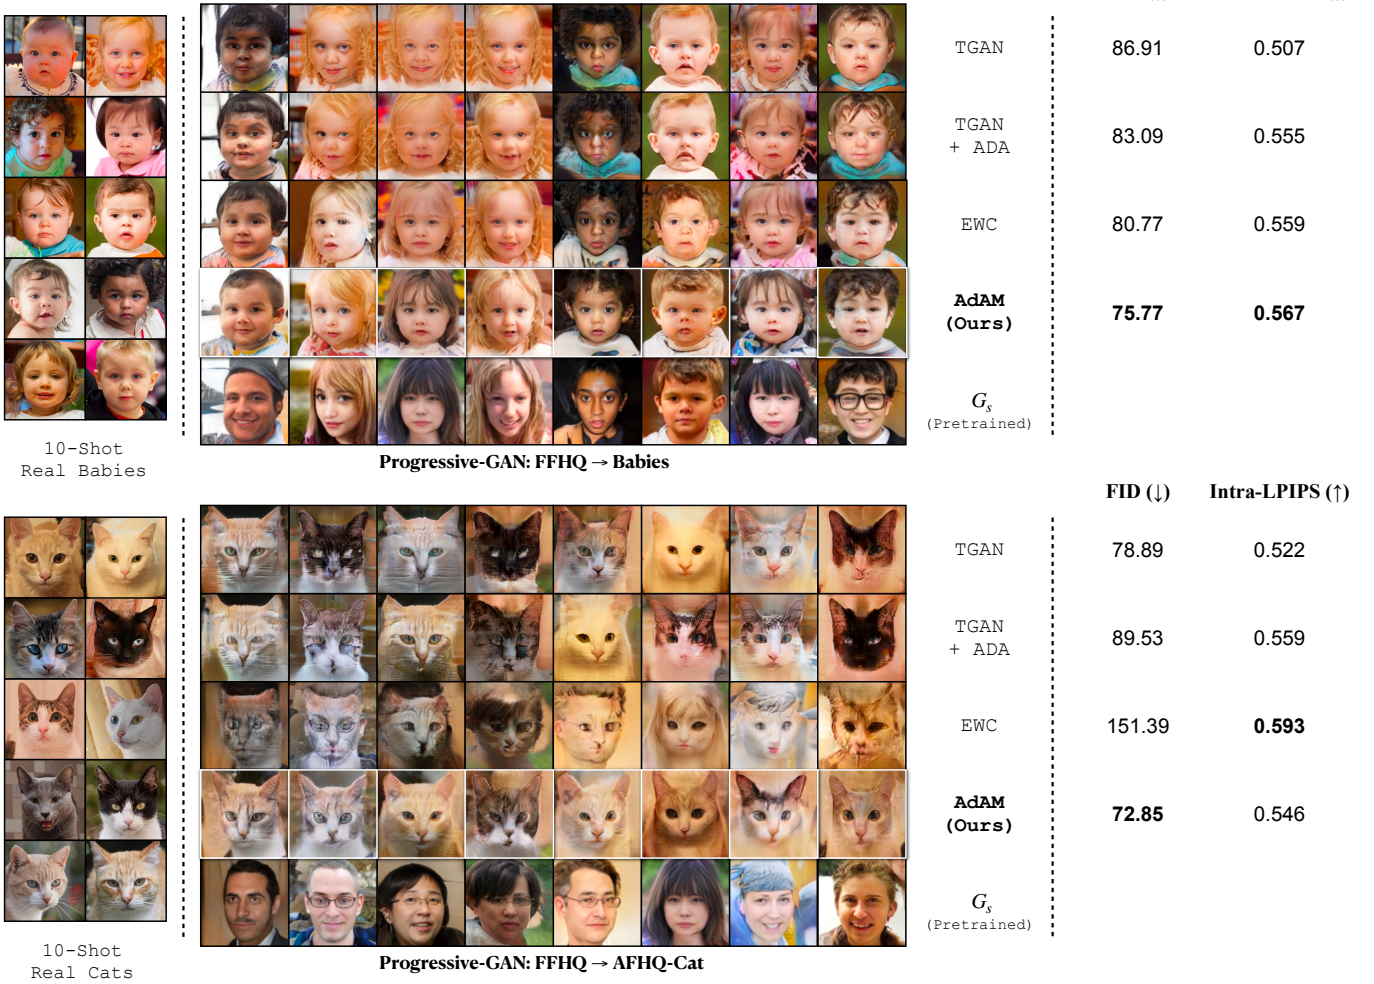 TGAN
86.91
0.507
TGAN
+ ADA
83.09
0.555
EWC
80.77
0.559
AdAM
(Ours)
75.77
0.567
Gs
(Pretrained)
10-Shot
Real Babies
Progressive-GAN: FFHQ → Babies
FID (↓)
Intra-LPIPS (↑)
TGAN
78.89
0.522
TGAN
+ ADA
89.53
0.559
EWC
151.39
0.593
AdAM
(Ours)
72.85
0.546
Gs
(Pretrained)
10-Shot
Real Cats
Progressive-GAN: FFHQ → AFHQ-Cat